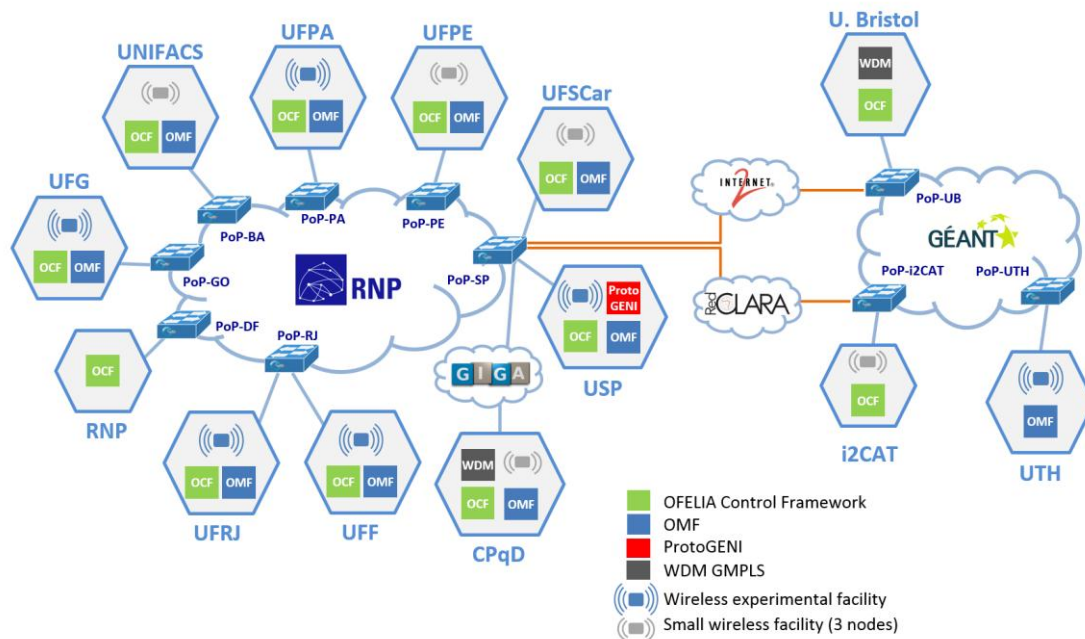 U. Bristol
WDM
OCF
UFPA
OCF OMF
UFPE
OCF OMF
UNIFACS
OCF OMF
UFSCar
OCF OMF
UFG
OCF OMF
PoP-PA
PoP-PE
PoP-BA
PoP-GO
PoP-SP
PoP-DF
PoP-RJ
RNP
INTERNET 2
PoP-UB
GÉANT
PoP-i2CAT
PoP-UTH
Red CLARA
Proto
GENI
OCF OMF
USP
GIGA
OCF
RNP
OCF OMF
UFRJ
OCF OMF
UFF
WDM
OCF OMF
CPqD
OCF
i2CAT
OMF
UTH
OFELIA Control Framework
OMF
ProtoGENI
WDM GMPLS
Wireless experimental facility
Small wireless facility (3 nodes)